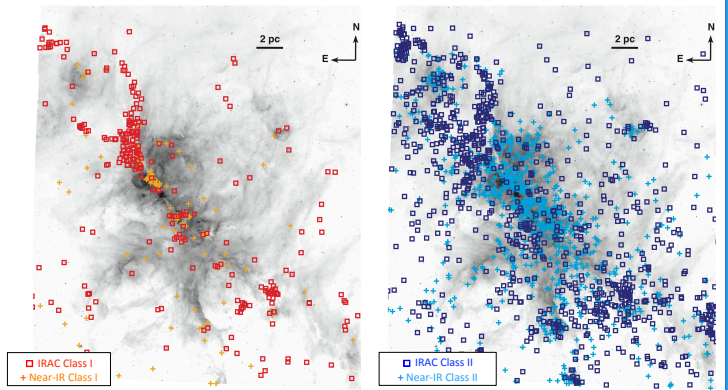 N
2 pc
E
IRAC Class I
Near-IR Class I
N
2 pc
E
IRAC Class II
Near-IR Class II